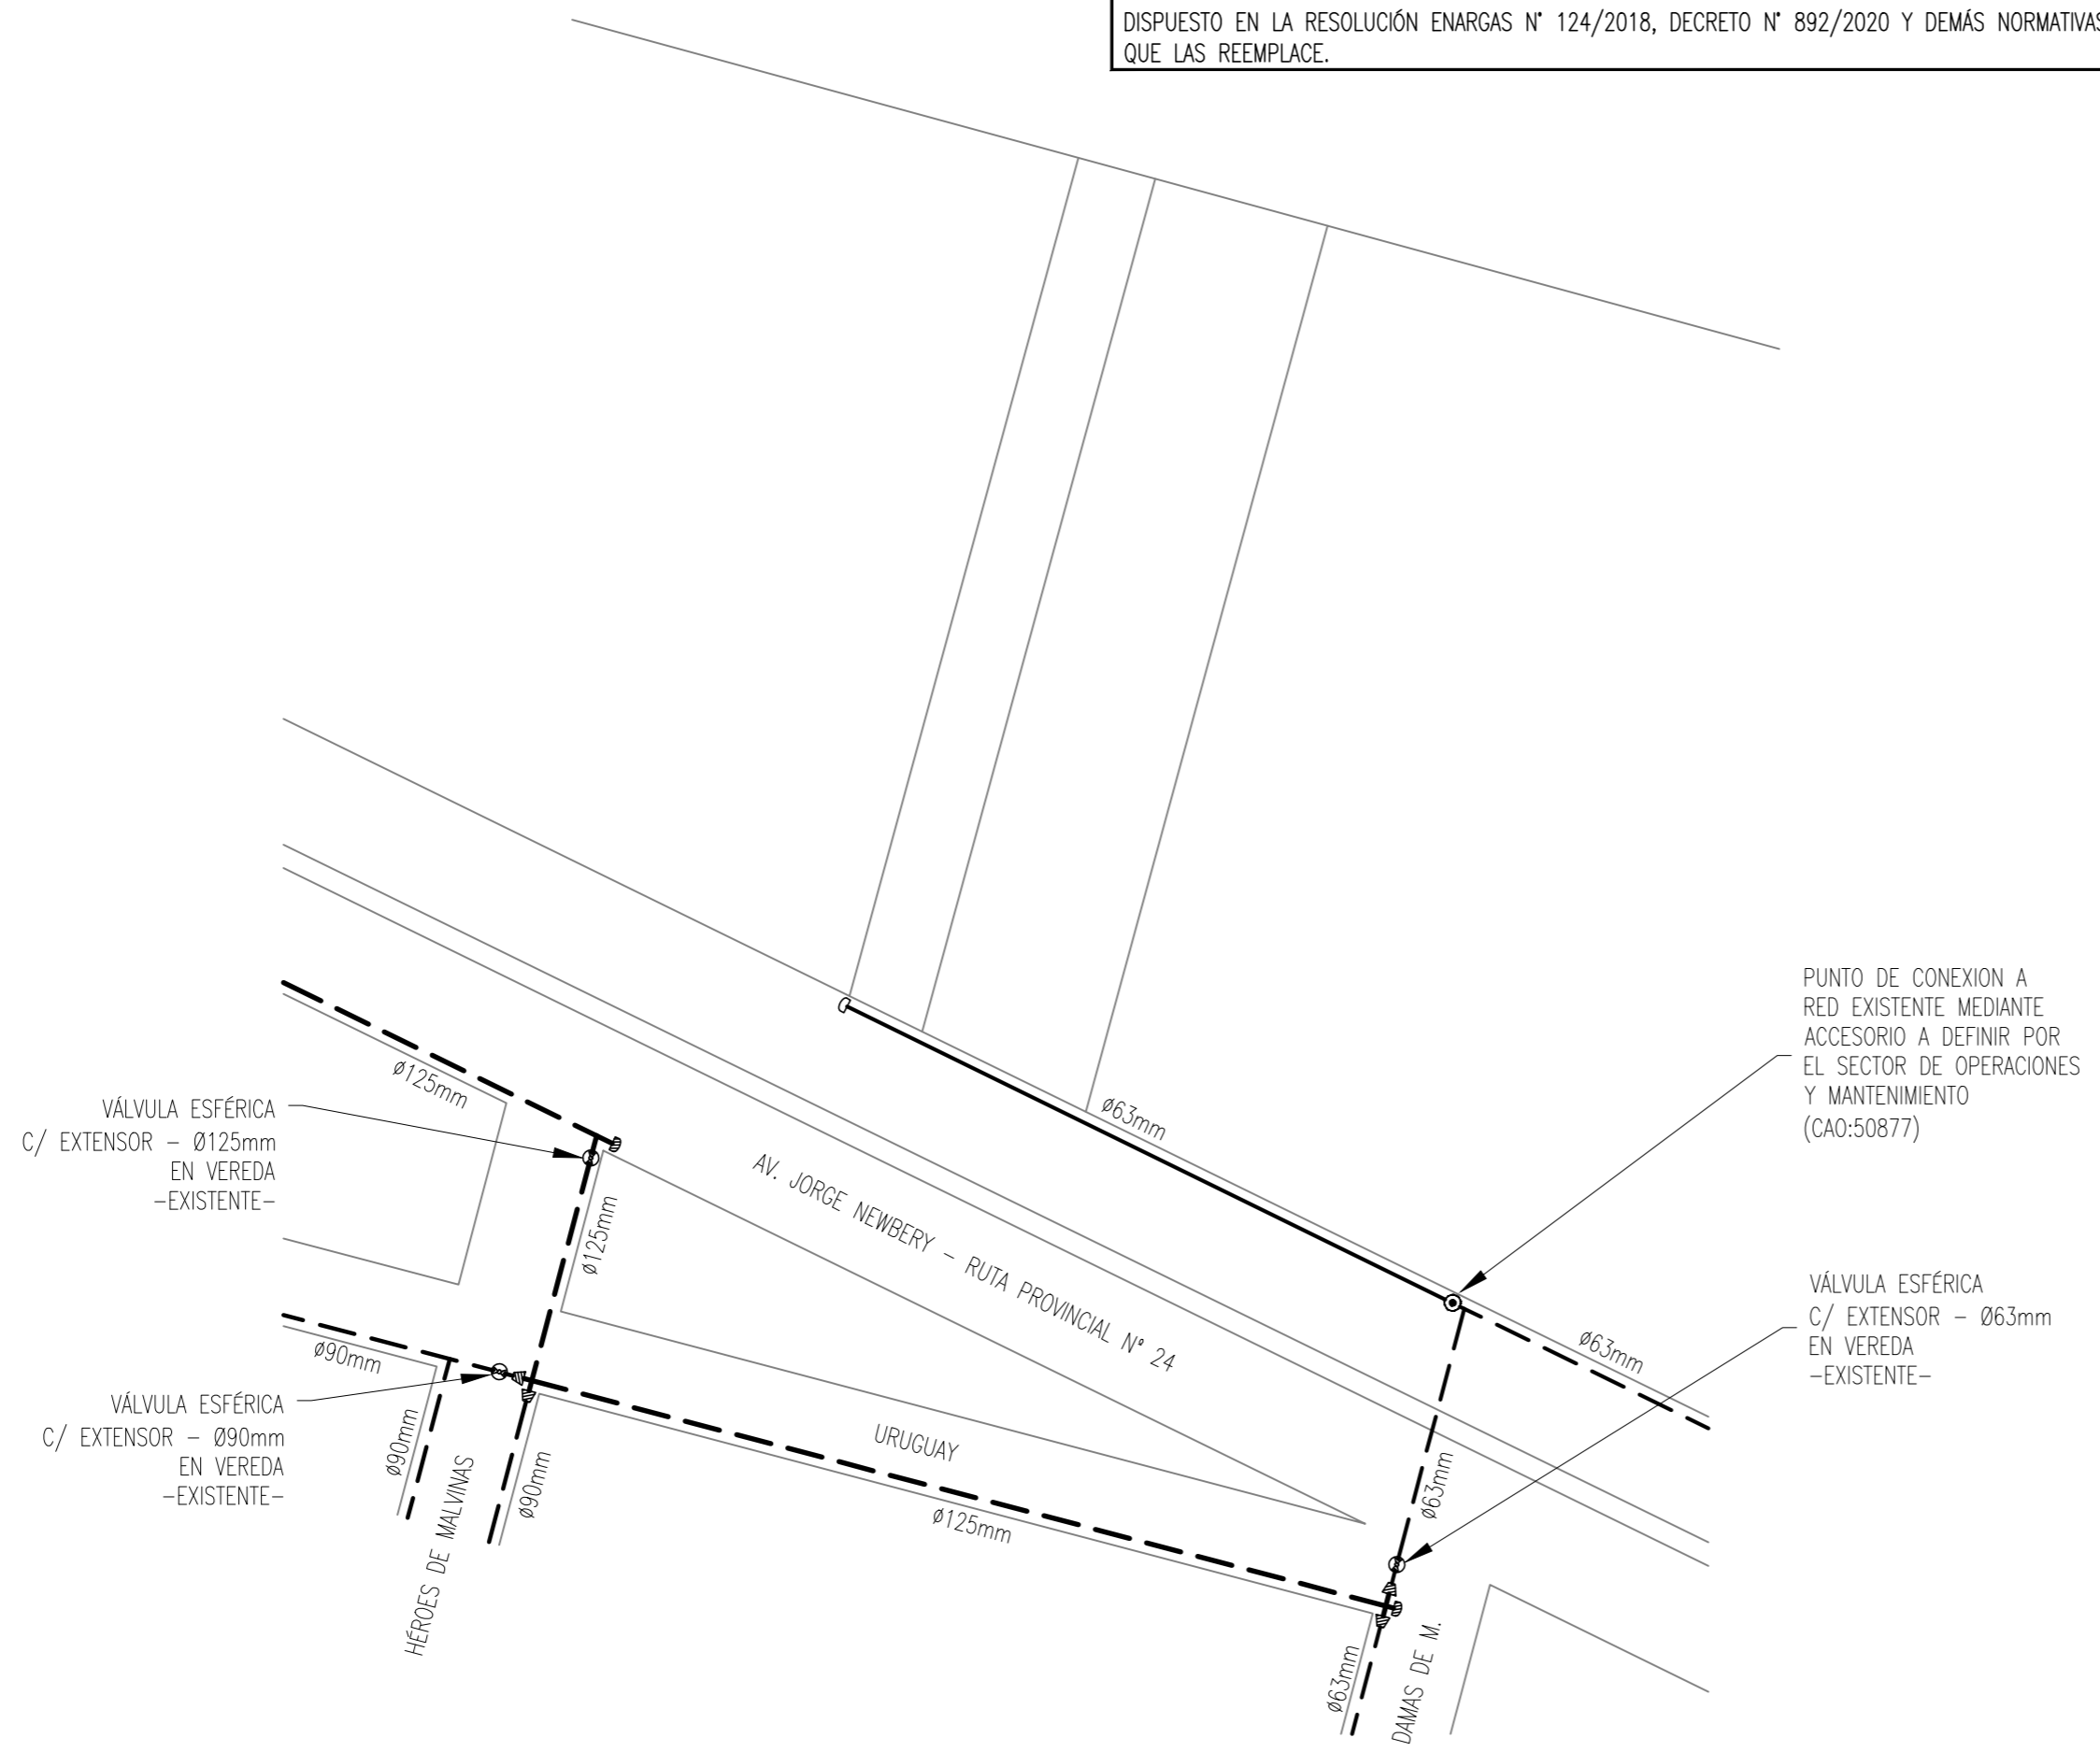 DISPUESTO EN LA RESOLUCIÓN ENARGAS N° 124/2018, DECRETO N° 892/2020 Y DEMÁS NORMATIVAS
QUE LAS REEMPLACE.
PUNTO DE CONEXION A
RED EXISTENTE MEDIANTE
ACCESORIO A DEFINIR POR
EL SECTOR DE OPERACIONES
Y MANTENIMIENTO
(CAO:50877)
ø125mm
ø63mm
VÁLVULA ESFÉRICA
C/ EXTENSOR - Ø125mm
EN VEREDA
-EXISTENTE-
ø125mm
AV. JORGE NEWBERY - RUTA PROVINCIAL N° 24
VÁLVULA ESFÉRICA
C/ EXTENSOR - Ø63mm
EN VEREDA
-EXISTENTE-
ø63mm
ø90mm
VÁLVULA ESFÉRICA
C/ EXTENSOR - Ø90mm
EN VEREDA
-EXISTENTE-
ø90mm
HÉROES DE MALVINAS
ø90mm
URUGUAY
ø125mm
ø63mm
ø63mm
DAMAS DE M.